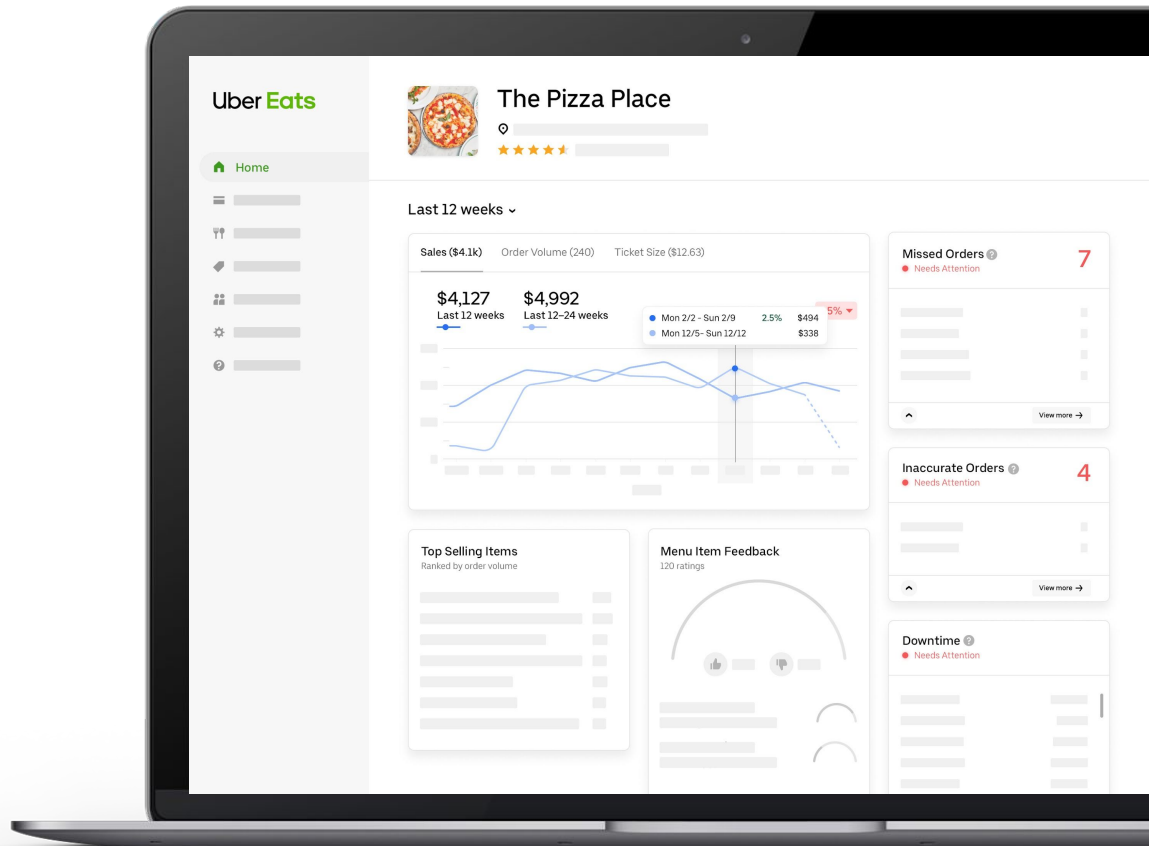 Uber Eats
The Pizza Place
Home
Last 12 weeks
Sales ($4.1k) Order Volume (240) Ticket Size ($12.63)
$4,127 $4,992
Last 12 weeks Last 12–24 weeks
Mon 2/2 - Sun 2/9 2.5% $494
Mon 12/5- Sun 12/12 $338
5%
Missed Orders ? 7
Needs Attention
View more →
Inaccurate Orders ? 4
Needs Attention
View more →
Top Selling Items
Ranked by order volume
Menu Item Feedback
120 ratings
Downtime ?
Needs Attention